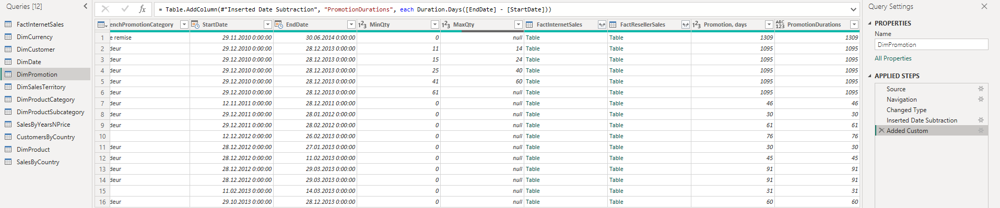 Queries [12]
FactInternetSales
DimCurrency
DimCustomer
DimDate
DimPromotion
DimSalesTerritory
DimProductCategory
DimProductSubcategory
SalesByYearsNPrice
CustomersByCountry
DimProduct
SalesByCountry
fx = Table.AddColumn(#"Inserted Date Subtraction", "PromotionDurations", each Duration.Days([EndDate] - [StartDate]))
enchPromotionCategory StartDate EndDate 123 MinQty 123 MaxQty FactInternetSales FactResellerSales 123 Promotion, days ABC 123 PromotionDurations
1 e remise 29.11.2010 0:00:00 30.06.2014 0:00:00 0 null Table Table 1309 1309
2 deur 29.12.2010 0:00:00 28.12.2013 0:00:00 11 14 Table Table 1095 1095
3 deur 29.12.2010 0:00:00 28.12.2013 0:00:00 15 24 Table Table 1095 1095
4 deur 29.12.2010 0:00:00 28.12.2013 0:00:00 25 40 Table Table 1095 1095
5 deur 29.12.2010 0:00:00 28.12.2013 0:00:00 41 60 Table Table 1095 1095
6 deur 29.12.2010 0:00:00 28.12.2013 0:00:00 61 null Table Table 1095 1095
7 deur 12.11.2011 0:00:00 28.12.2011 0:00:00 0 null Table Table 46 46
8 deur 29.12.2011 0:00:00 28.01.2012 0:00:00 0 null Table Table 30 30
9 deur 29.12.2011 0:00:00 28.02.2012 0:00:00 0 null Table Table 61 61
10 12.12.2012 0:00:00 26.02.2013 0:00:00 0 null Table Table 76 76
11 deur 28.12.2012 0:00:00 27.01.2013 0:00:00 0 null Table Table 30 30
12 deur 28.12.2012 0:00:00 11.02.2013 0:00:00 0 null Table Table 45 45
13 deur 28.12.2012 0:00:00 29.03.2013 0:00:00 0 null Table Table 91 91
14 deur 28.12.2012 0:00:00 29.03.2013 0:00:00 0 null Table Table 91 91
15 11.02.2013 0:00:00 14.03.2013 0:00:00 0 null Table Table 31 31
16 deur 29.10.2013 0:00:00 28.12.2013 0:00:00 0 null Table Table 60 60
Query Settings
PROPERTIES
Name
DimPromotion
All Properties
APPLIED STEPS
Source
Navigation
Changed Type
Inserted Date Subtraction
Added Custom